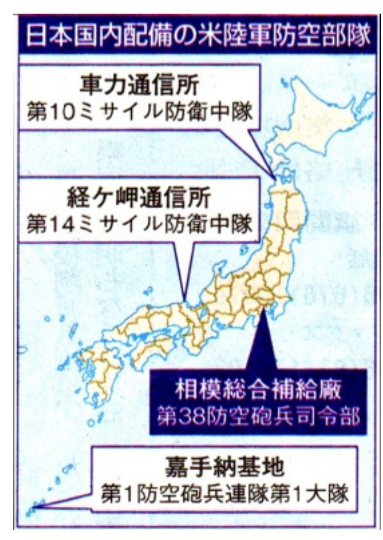 日本国内配備の米陸軍防空部隊
車力通信所
第10ミサイル防衛中隊
経ケ岬通信所
第14ミサイル防衛中隊
相模総合補給廠
第38防空砲兵司令部
嘉手納基地
第1防空砲兵連隊第1大隊